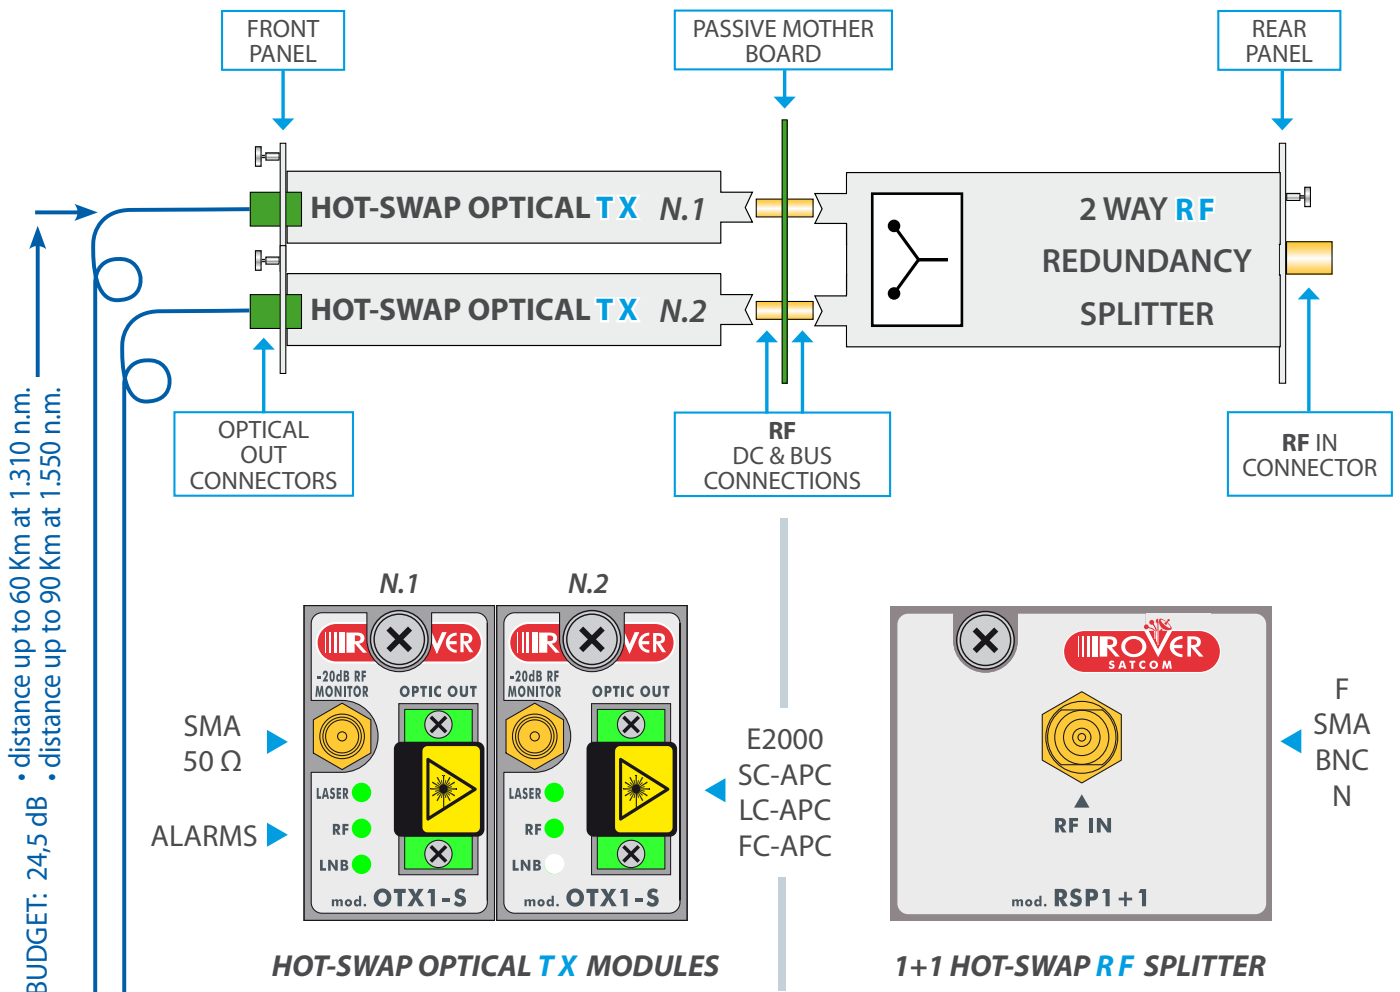 FRONT
PANEL
PASSIVE MOTHER
BOARD
REAR
PANEL
HOT-SWAP OPTICAL TX N.1
HOT-SWAP OPTICAL TX N.2
2 WAY RF
REDUNDANCY
SPLITTER
OPTICAL
OUT
CONNECTORS
RF
DC & BUS
CONNECTIONS
RF IN
CONNECTOR
BUDGET: 24,5 dB
• distance up to 60 Km at 1.310 n.m.
• distance up to 90 Km at 1.550 n.m.
N.1
N.2
ROVER
-20dB RF
MONITOR
OPTIC OUT
LASER
RF
LNB
mod. OTX1-S
ROVER
-20dB RF
MONITOR
OPTIC OUT
LASER
RF
LNB
mod. OTX1-S
SMA
50 Ω
ALARMS
E2000
SC-APC
LC-APC
FC-APC
ROVER
SATCOM
RF IN
mod. RSP1+1
F
SMA
BNC
N
HOT-SWAP OPTICAL TX MODULES
1+1 HOT-SWAP RF SPLITTER